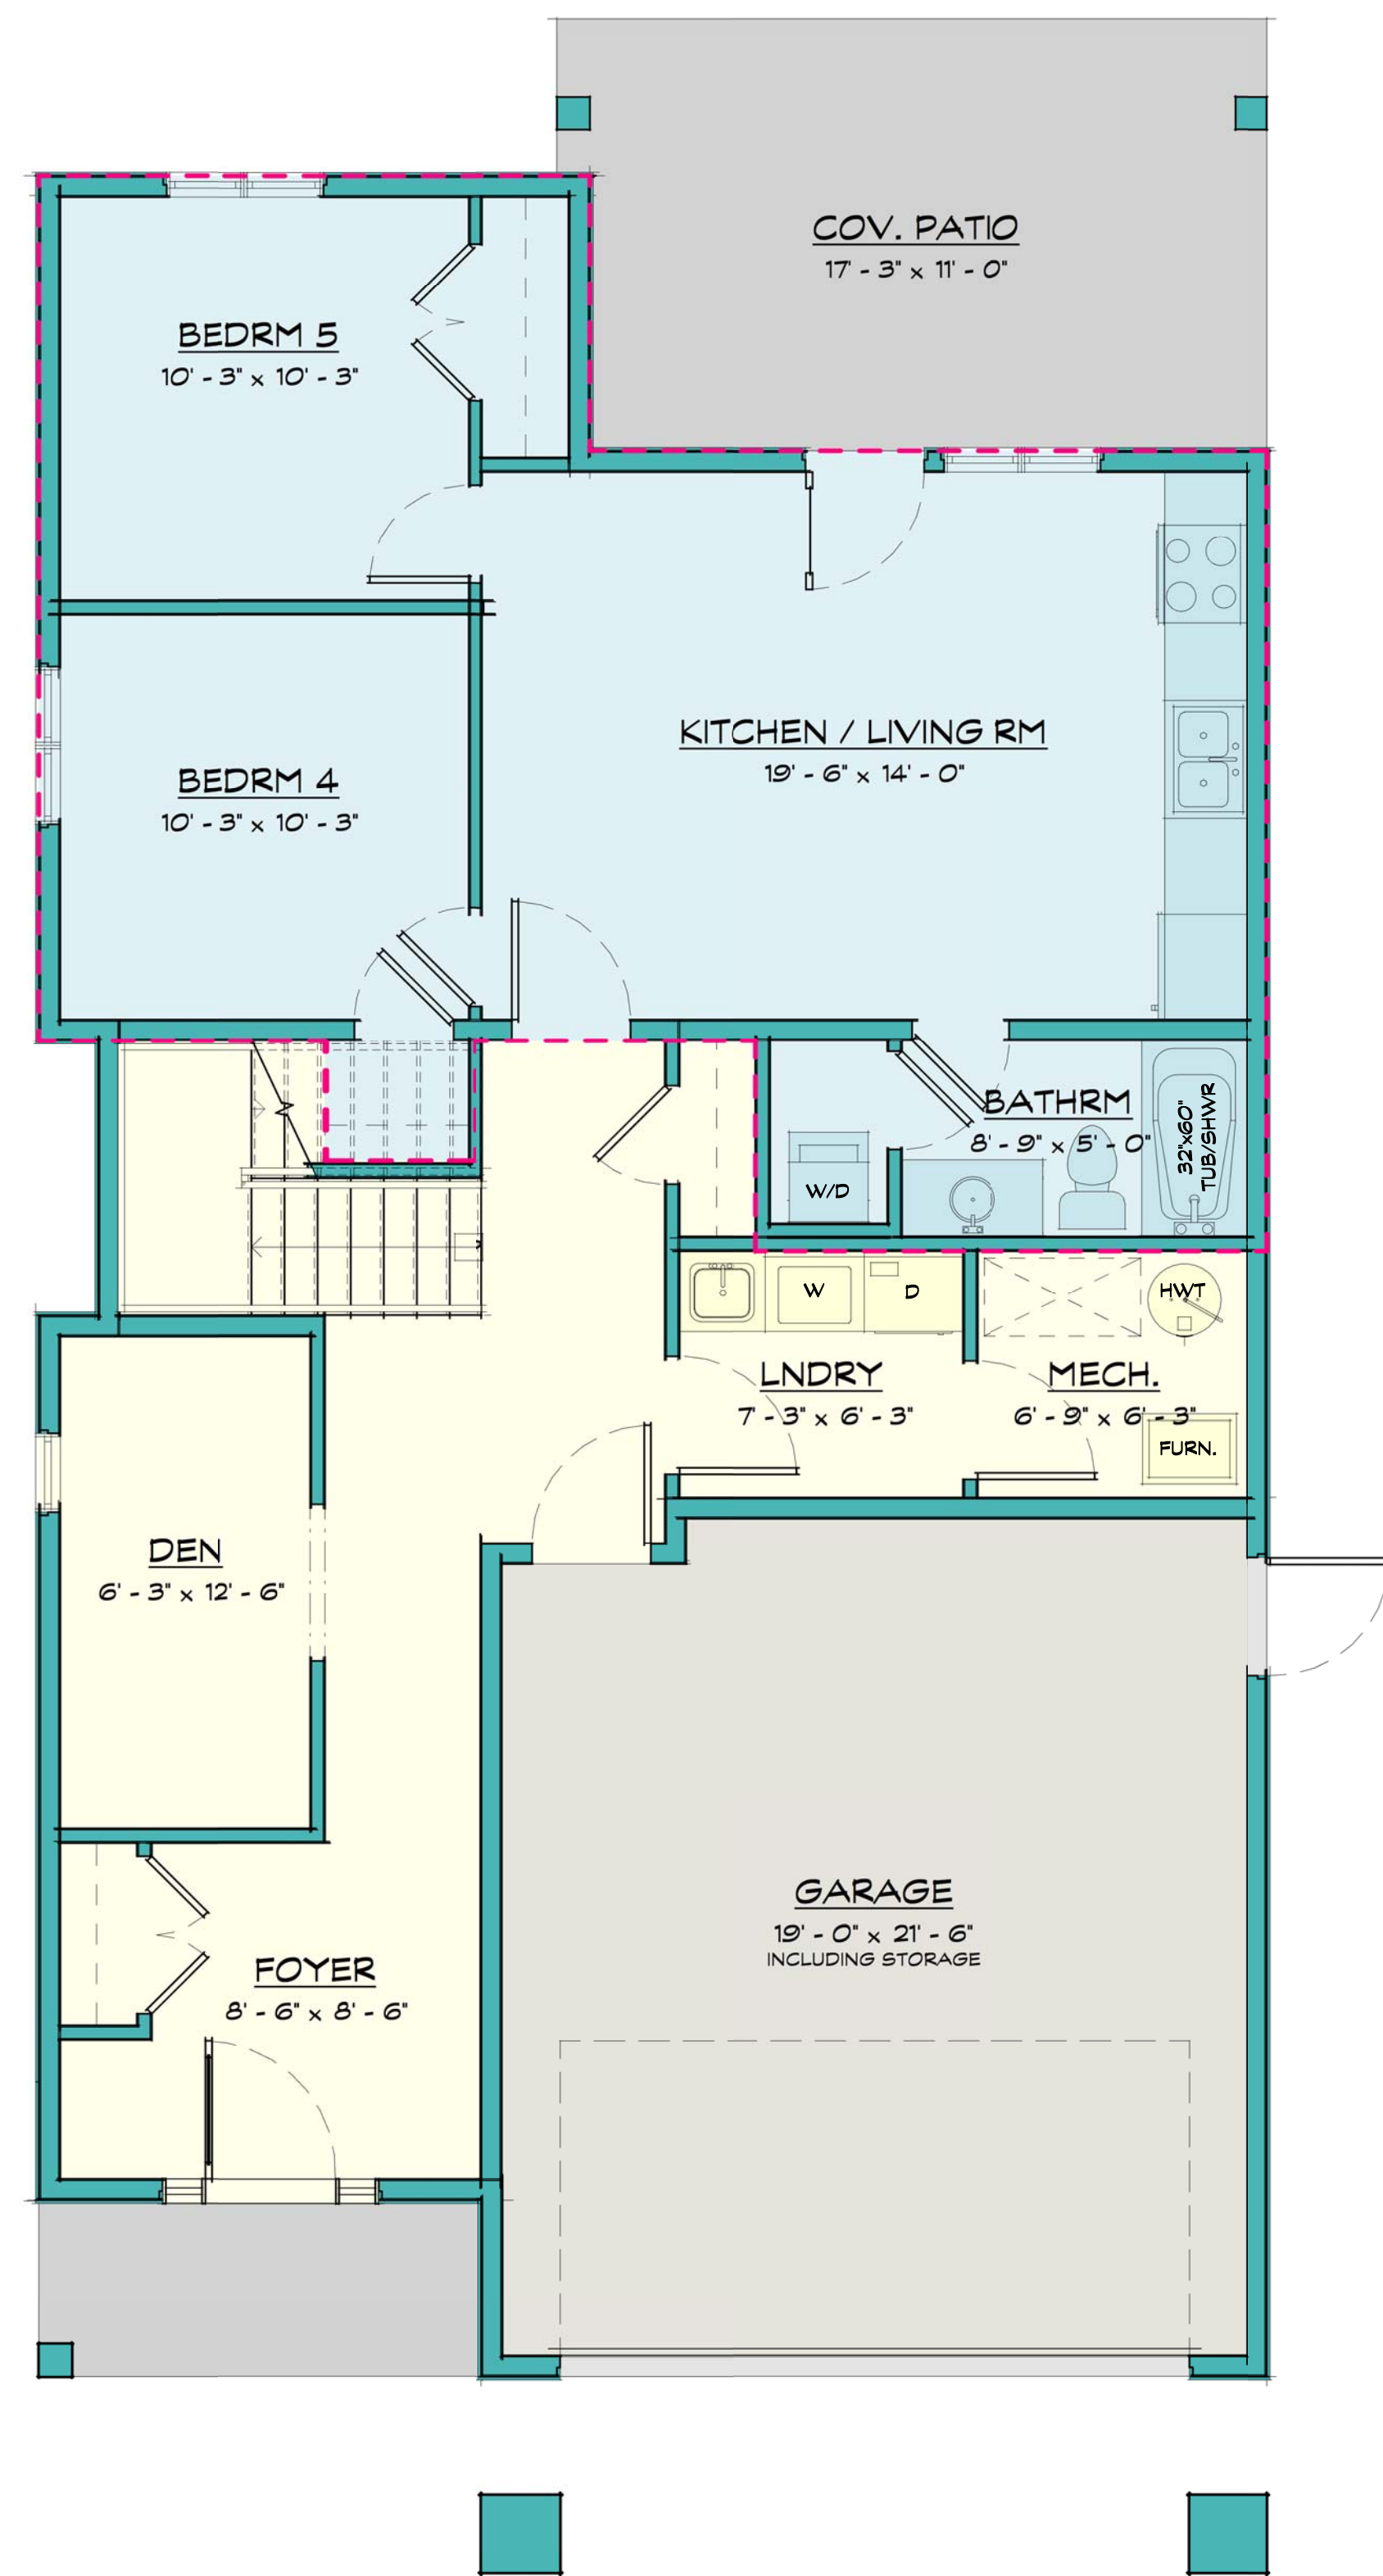 COV. PATIO
17' - 3" x 11' - 0"
BEDRM 5
10' - 3" x 10' - 3"
KITCHEN / LIVING RM
19' - 6" x 14' - 0"
BEDRM 4
10' - 3" x 10' - 3"
BATHRM
8' - 9" x 5' - 0"
32"x60"
TUB/SHWR
W/D
W
D
HWT
LNDRY
7' - 3" x 6' - 3"
MECH.
6' - 9" x 6' - 3"
FURN.
DEN
6' - 3" x 12' - 6"
GARAGE
19' - 0" x 21' - 6"
INCLUDING STORAGE
FOYER
8' - 6" x 8' - 6"